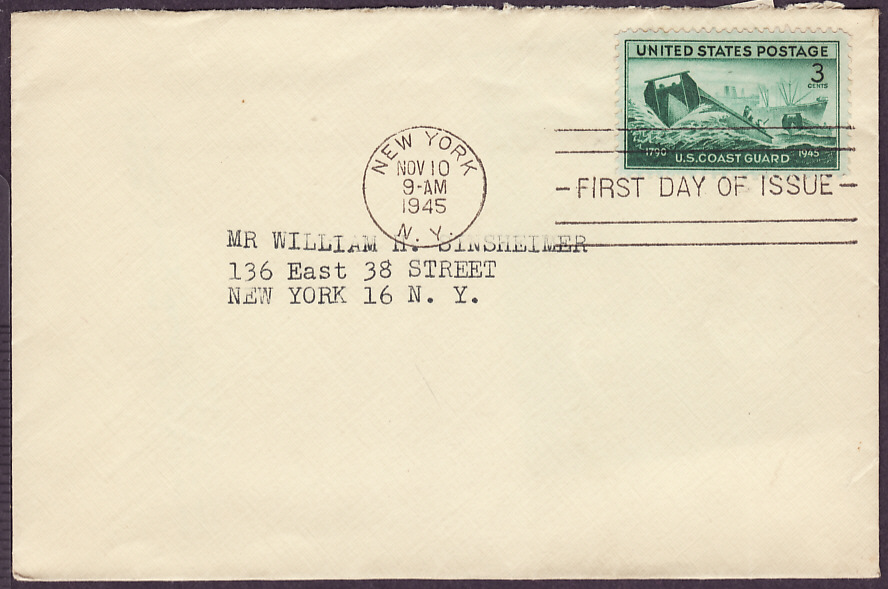 UNITED STATES POSTAGE
3
CENTS
1790 U.S. COAST GUARD 1945
NEW YORK
NOV 10
9-AM
1945
N. Y.
FIRST DAY OF ISSUE
MR WILLIAM H. SINSHEIMER
136 East 38 STREET
NEW YORK 16 N. Y.